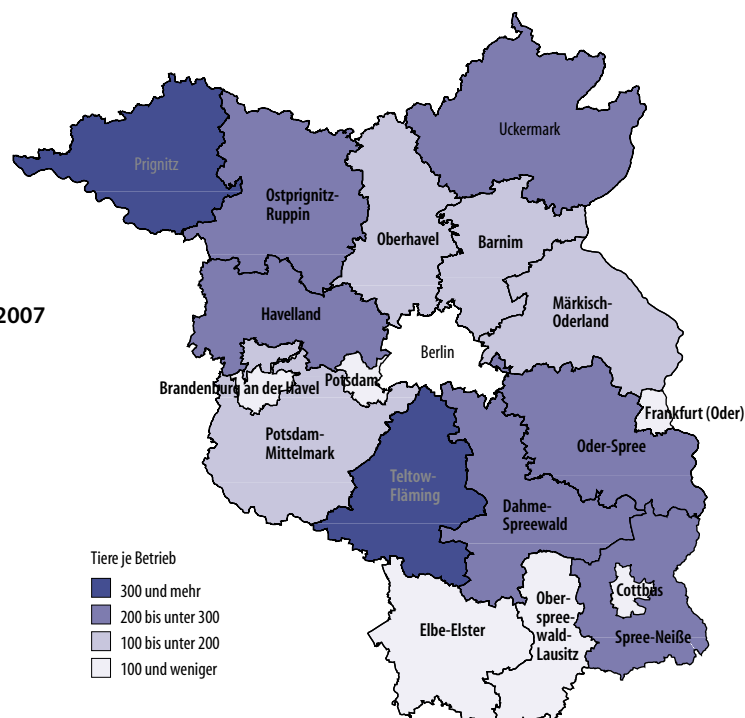 Uckermark
Prignitz
Ostprignitz-
Ruppin
Oberhavel
Barnim
2007
Havelland
Märkisch-
Oderland
Berlin
Brandenburg an der Havel
Potsdam
Frankfurt (Oder)
Potsdam-
Mittelmark
Oder-Spree
Teltow-
Fläming
Dahme-
Spreewald
Tiere je Betrieb
300 und mehr
200 bis unter 300
100 bis unter 200
100 und weniger
Cottbus
Ober-
spree-
wald-
Lausitz
Elbe-Elster
Spree-Neiße